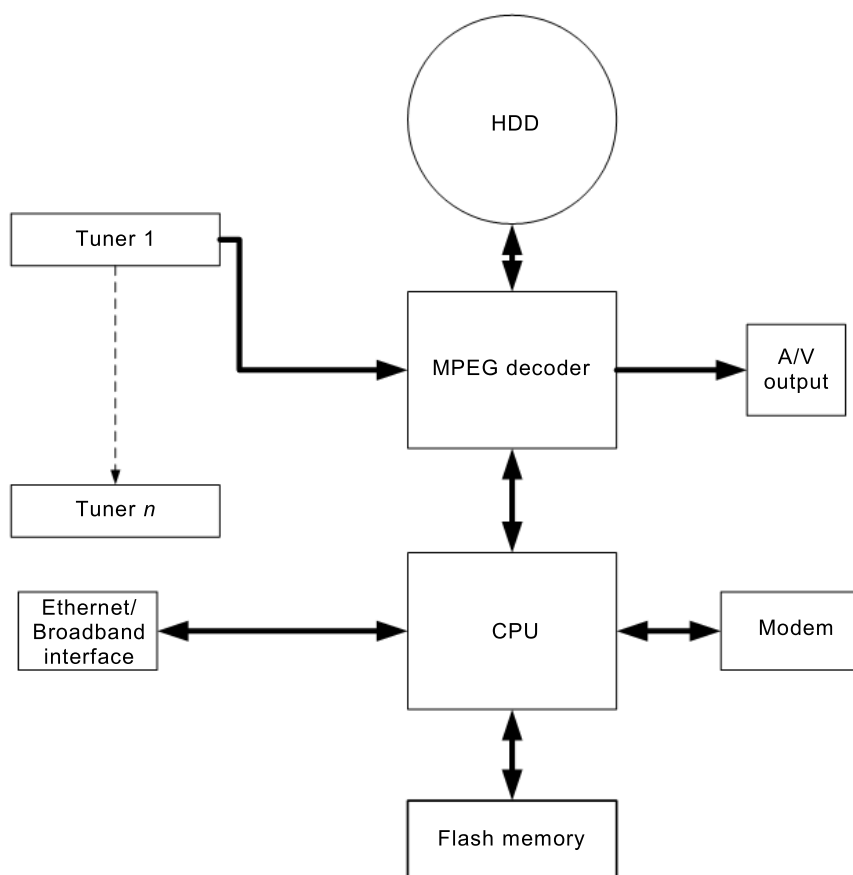 HDD
Tuner 1
MPEG decoder
A/V
output
Tuner n
Ethernet/
Broadband
interface
CPU
Modem
Flash memory